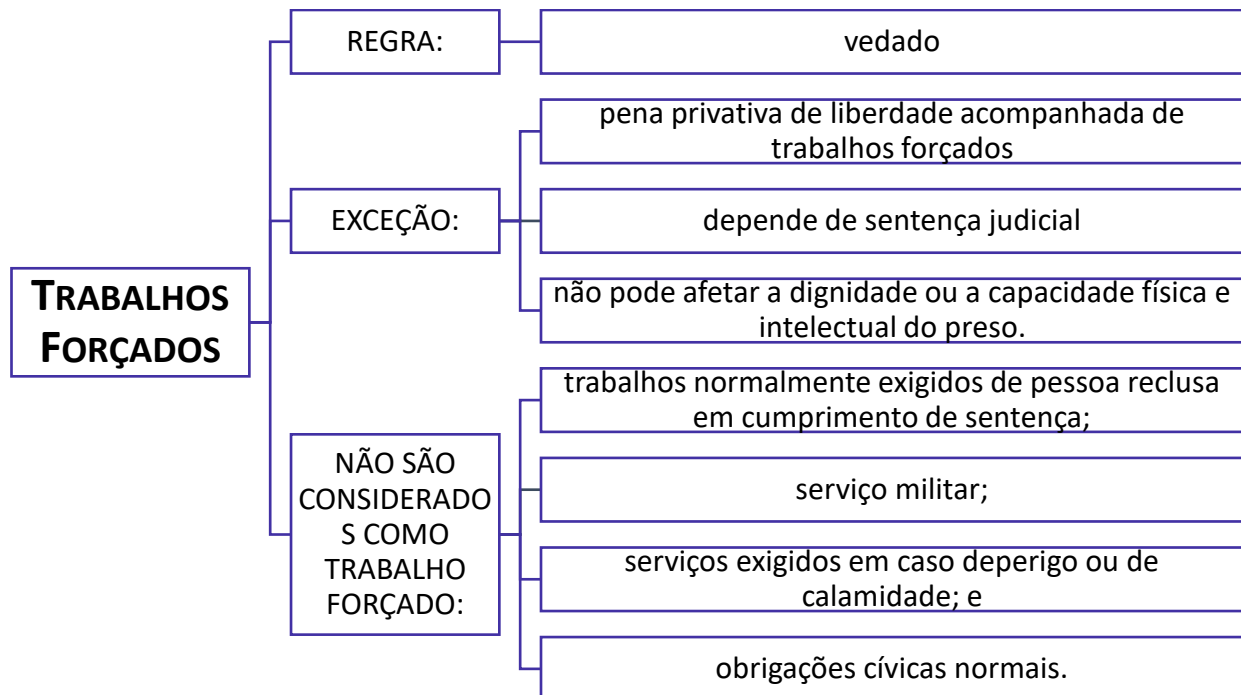 REGRA:
vedado
pena privativa de liberdade acompanhada de
trabalhos forçados
EXCEÇÃO:
depende de sentença judicial
não pode afetar a dignidade ou a capacidade física e
intelectual do preso.
TRABALHOS
FORÇADOS
trabalhos normalmente exigidos de pessoa reclusa
em cumprimento de sentença;
NÃO SÃO
CONSIDERADO
S COMO
TRABALHO
FORÇADO:
serviço militar;
serviços exigidos em caso deperigo ou de
calamidade; e
obrigações cívicas normais.